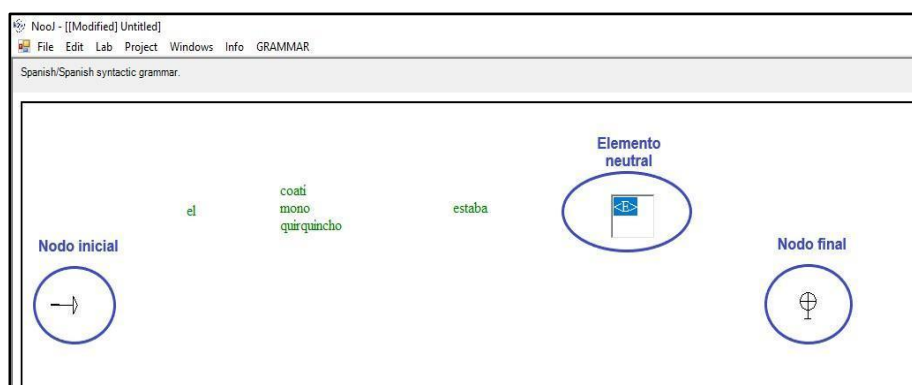 NooJ - [[Modified] Untitled]
File Edit Lab Project Windows Info GRAMMAR
Spanish/Spanish syntactic grammar.
Elemento
neutral
coatí
mono
quirquincho
el
estaba
<E>
Nodo inicial
Nodo final